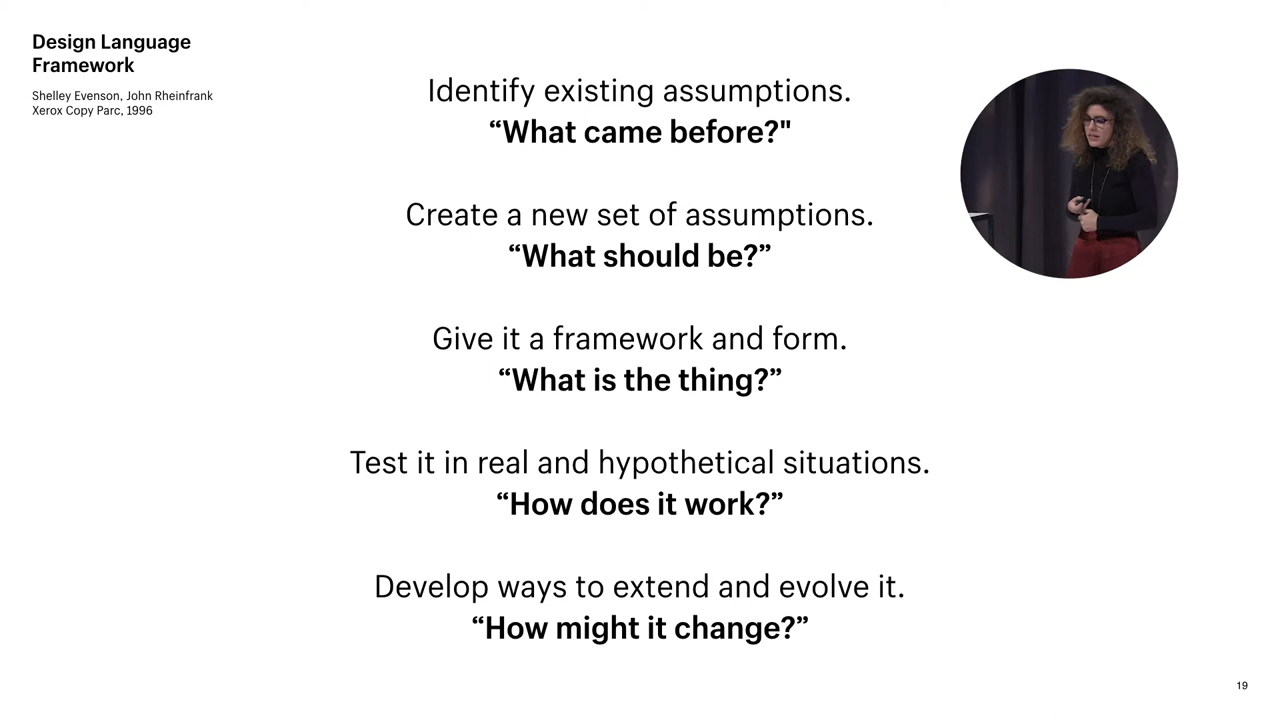 Design Language
Framework
Shelley Evenson, John Rheinfrank
Xerox Copy Parc, 1996
Identify existing assumptions.
“What came before?"
Create a new set of assumptions.
“What should be?”
Give it a framework and form.
“What is the thing?”
Test it in real and hypothetical situations.
“How does it work?”
Develop ways to extend and evolve it.
“How might it change?”
19